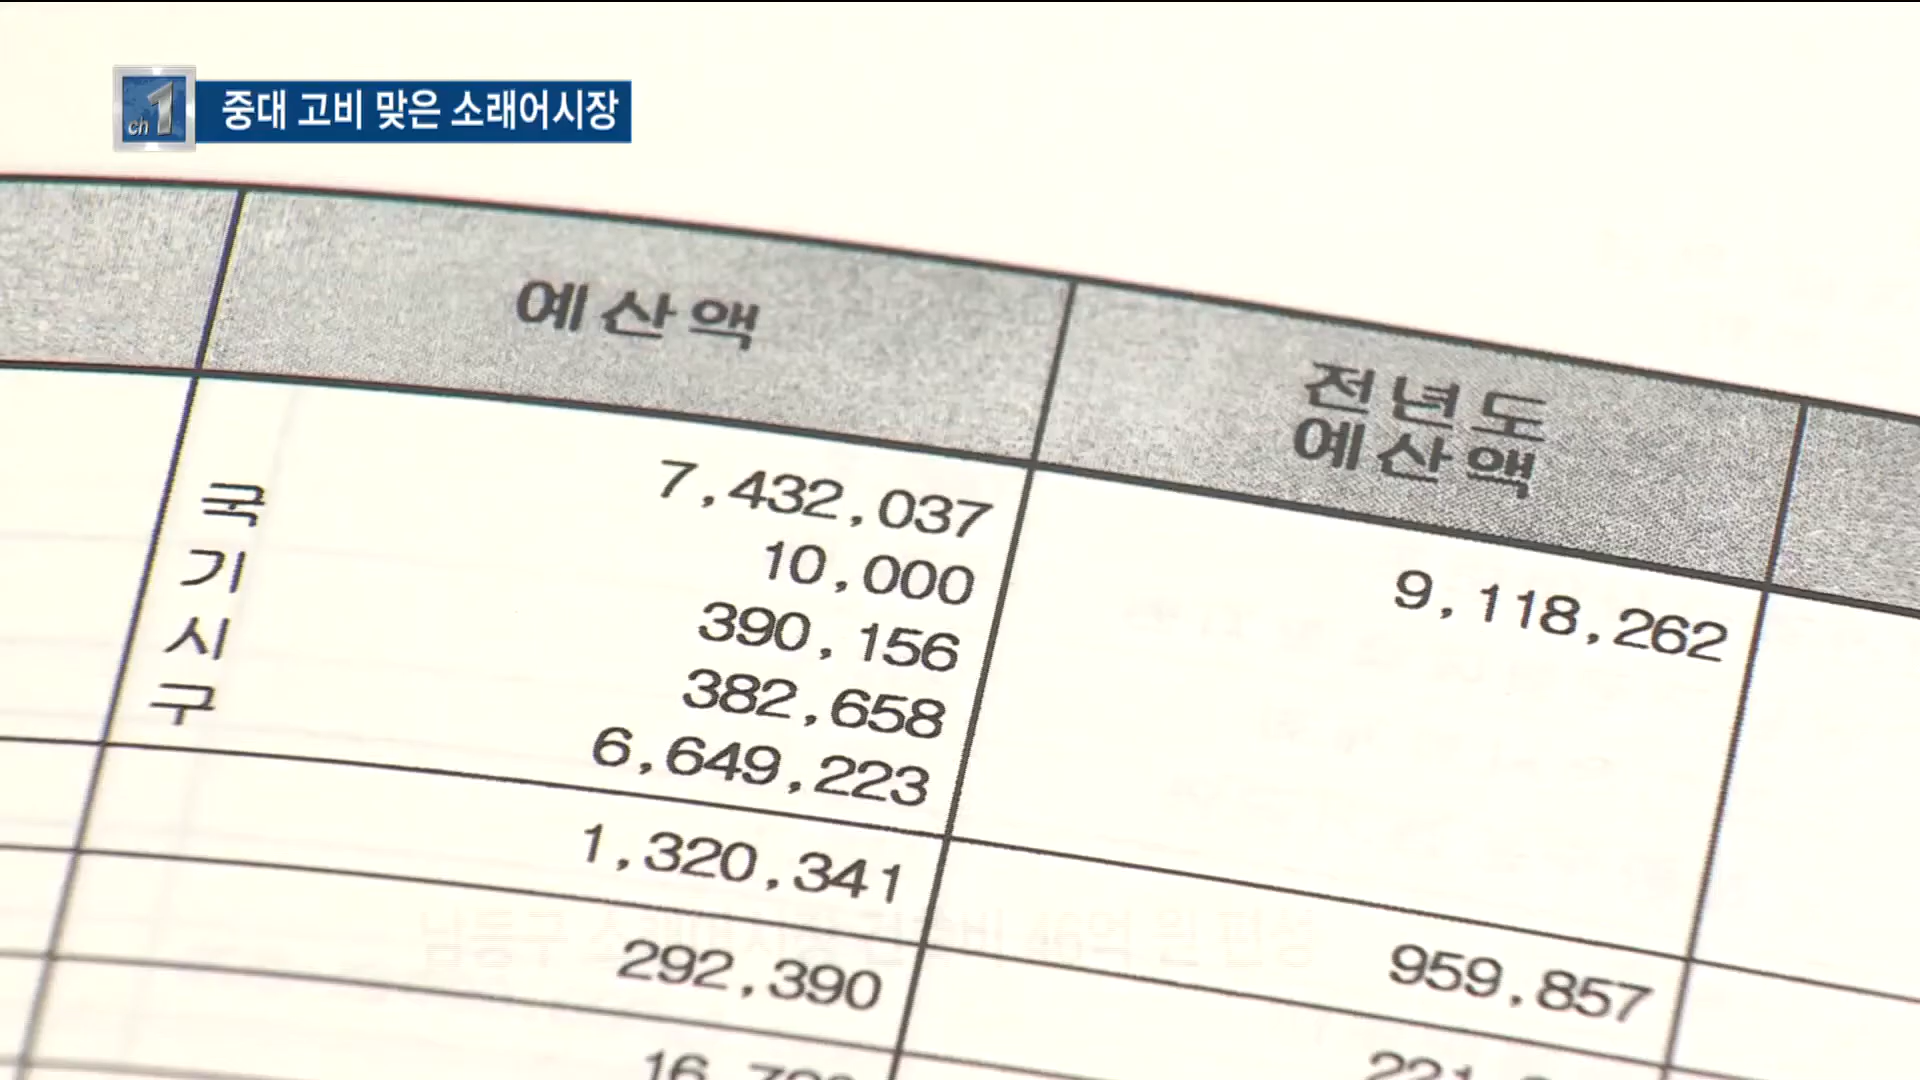 ch 1 중대 고비 맞은 소래어시장
예산액
전년도
예산액
7,432,037
9,118,262
국 10,000
기 390,156
시 382,658
구 6,649,223
1,320,341
959,857
292,390